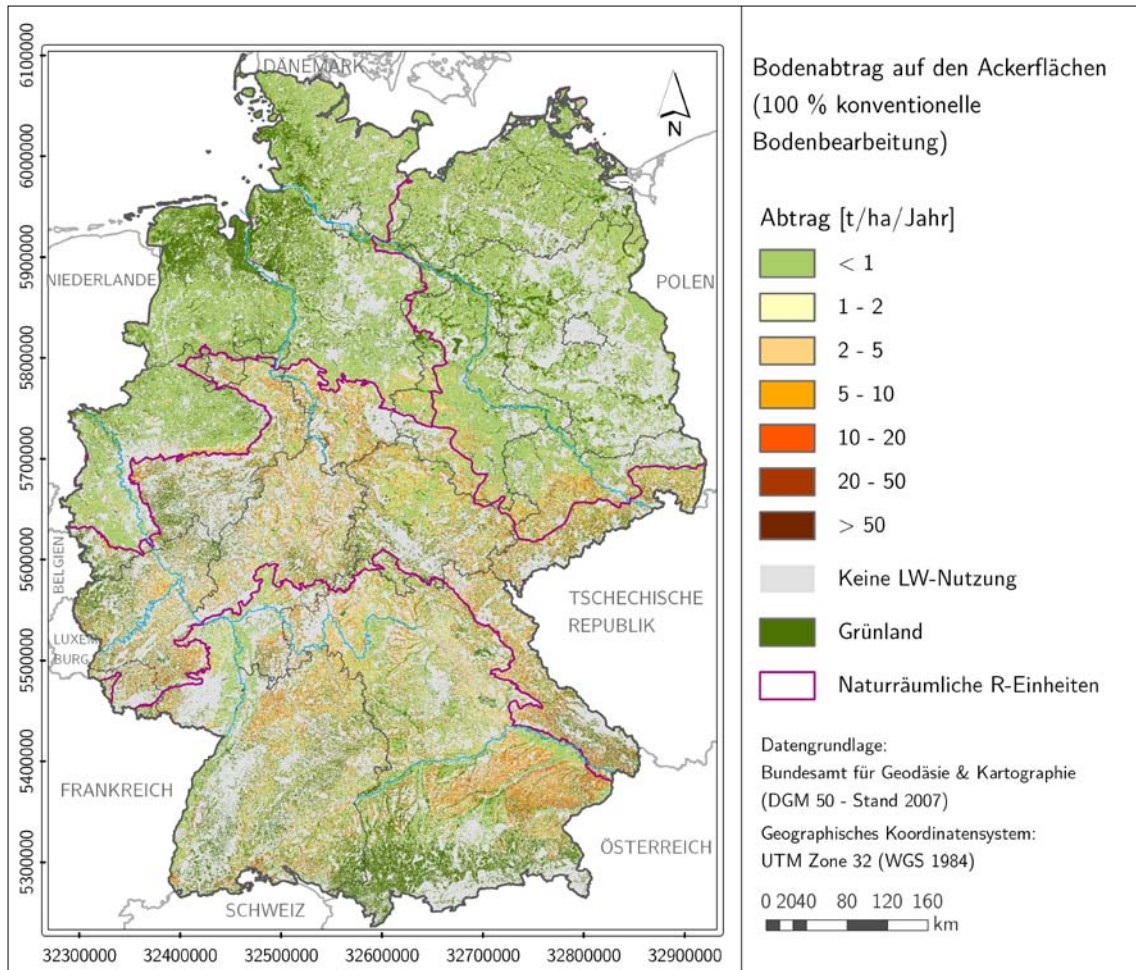 DÄNEMARK
NIEDERLANDE
POLEN
BELGIEN
LUXEM
BURG
TSCHECHISCHE
REPUBLIK
FRANKREICH
ÖSTERREICH
SCHWEIZ
N
6100000
6000000
5900000
5800000
5700000
5600000
5500000
5400000
5300000
32300000 32400000 32500000 32600000 32700000 32800000 32900000
Bodenabtrag auf den Ackerflächen
(100 % konventionelle
Bodenbearbeitung)
Abtrag [t/ha/Jahr]
< 1
1 - 2
2 - 5
5 - 10
10 - 20
20 - 50
> 50
Keine LW-Nutzung
Grünland
Naturräumliche R-Einheiten
Datengrundlage:
Bundesamt für Geodäsie & Kartographie
(DGM 50 - Stand 2007)
Geographisches Koordinatensystem:
UTM Zone 32 (WGS 1984)
0 2040 80 120 160
km